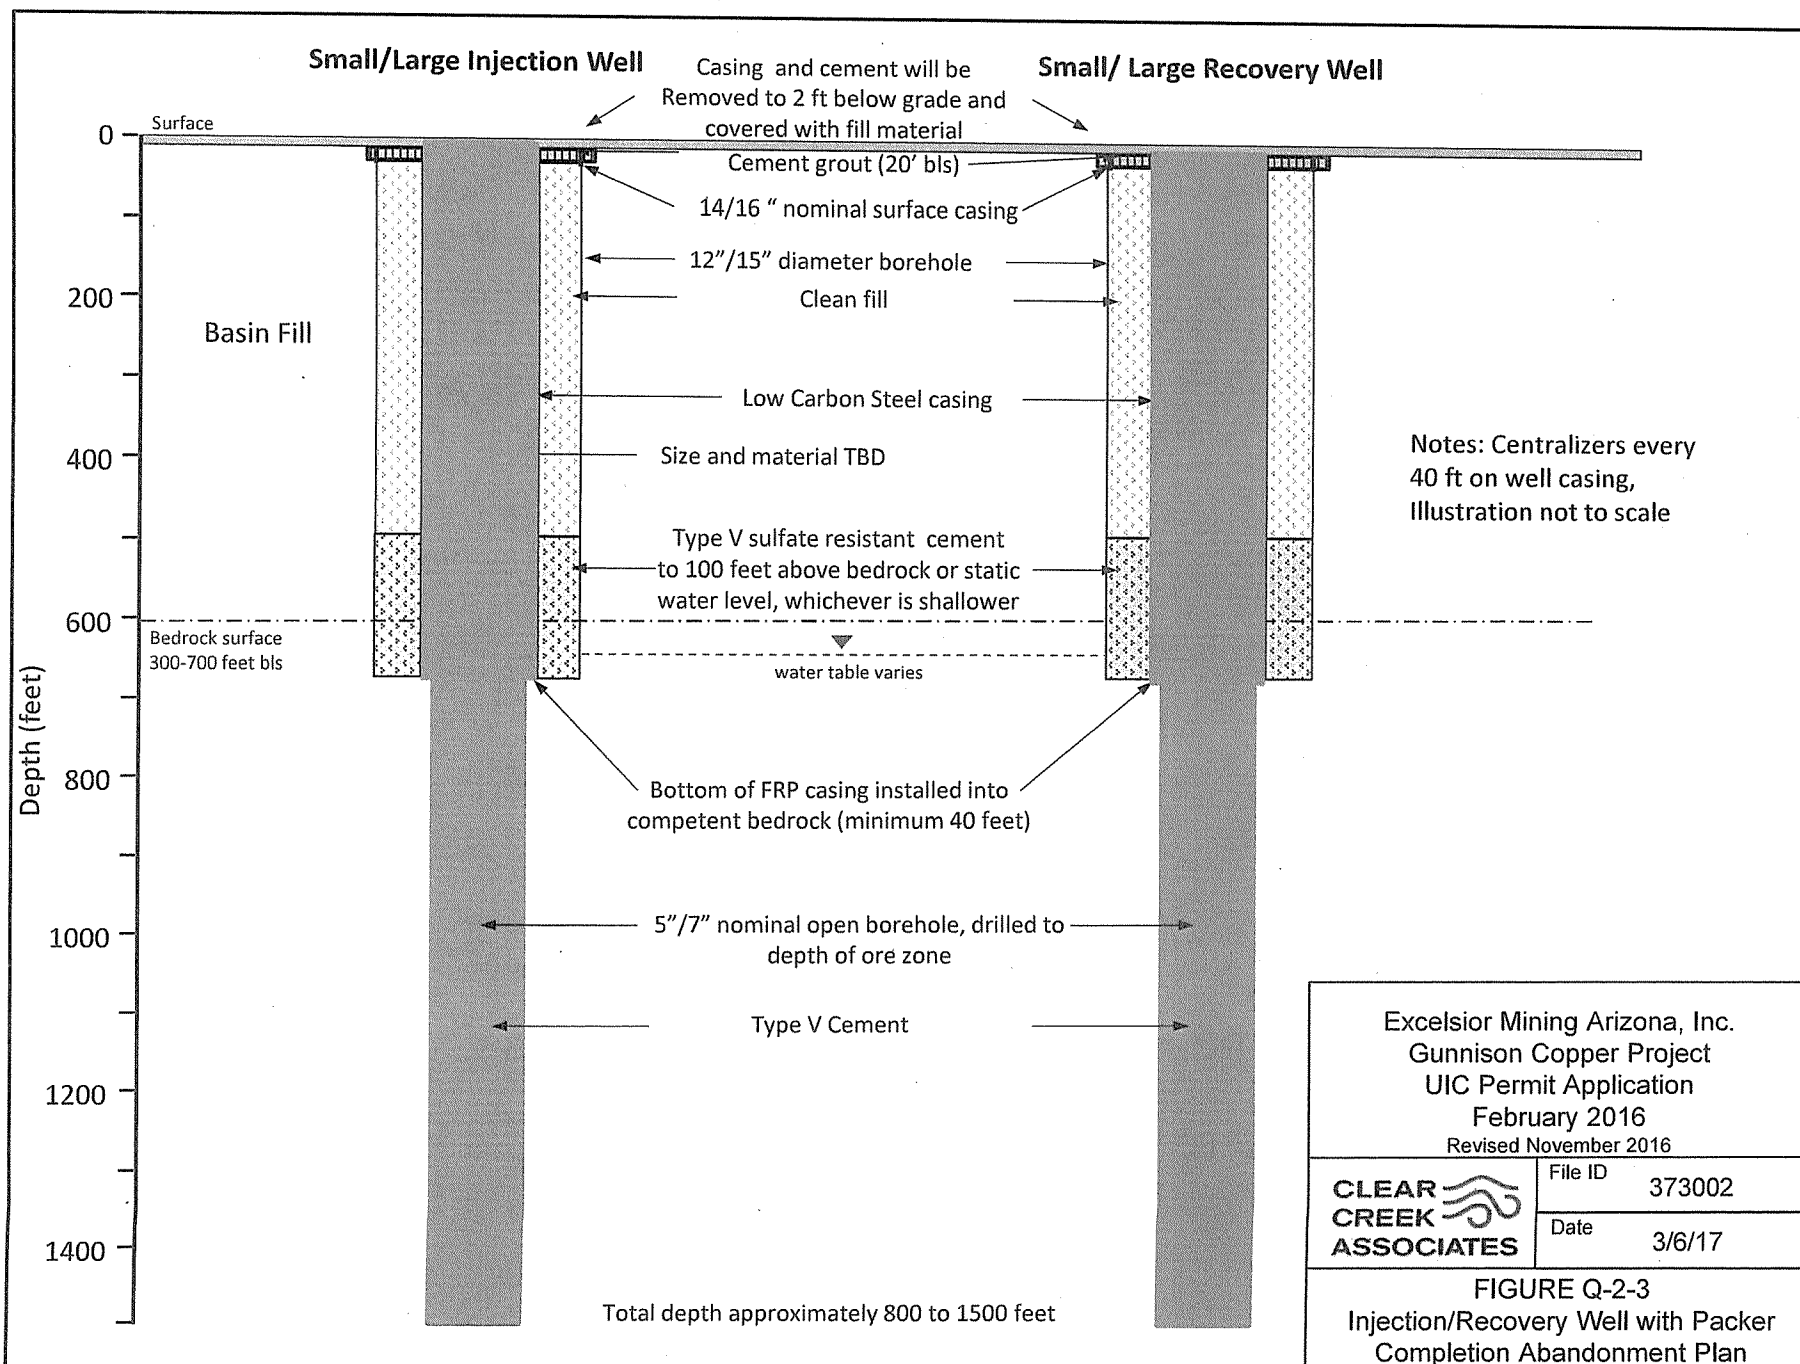 Small/Large Injection Well
Small/ Large Recovery Well
Casing and cement will be
Removed to 2 ft below grade and
covered with fill material
Surface
Cement grout (20' bls)
14/16 “ nominal surface casing
12”/15” diameter borehole
Clean fill
Basin Fill
Low Carbon Steel casing
Size and material TBD
Notes: Centralizers every
40 ft on well casing,
Illustration not to scale
Type V sulfate resistant cement
to 100 feet above bedrock or static
water level, whichever is shallower
Bedrock surface
300-700 feet bls
water table varies
Bottom of FRP casing installed into
competent bedrock (minimum 40 feet)
5”/7” nominal open borehole, drilled to
depth of ore zone
Type V Cement
Total depth approximately 800 to 1500 feet
Depth (feet)
0
200
400
600
800
1000
1200
1400
Excelsior Mining Arizona, Inc.
Gunnison Copper Project
UIC Permit Application
February 2016
Revised November 2016
CLEAR
CREEK
ASSOCIATES
File ID 373002
Date 3/6/17
FIGURE Q-2-3
Injection/Recovery Well with Packer
Completion Abandonment Plan